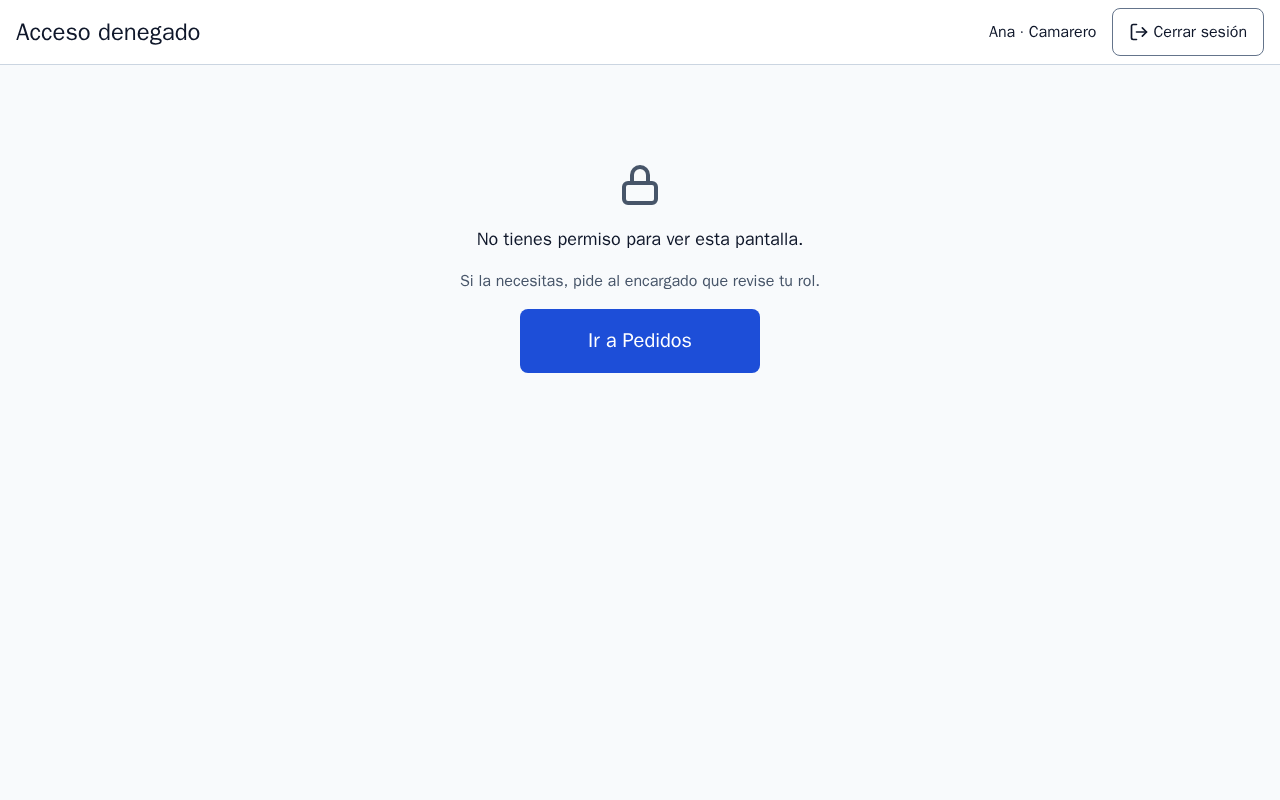 Acceso denegado
Ana · Camarero
Cerrar sesión
No tienes permiso para ver esta pantalla.
Si la necesitas, pide al encargado que revise tu rol.
Ir a Pedidos